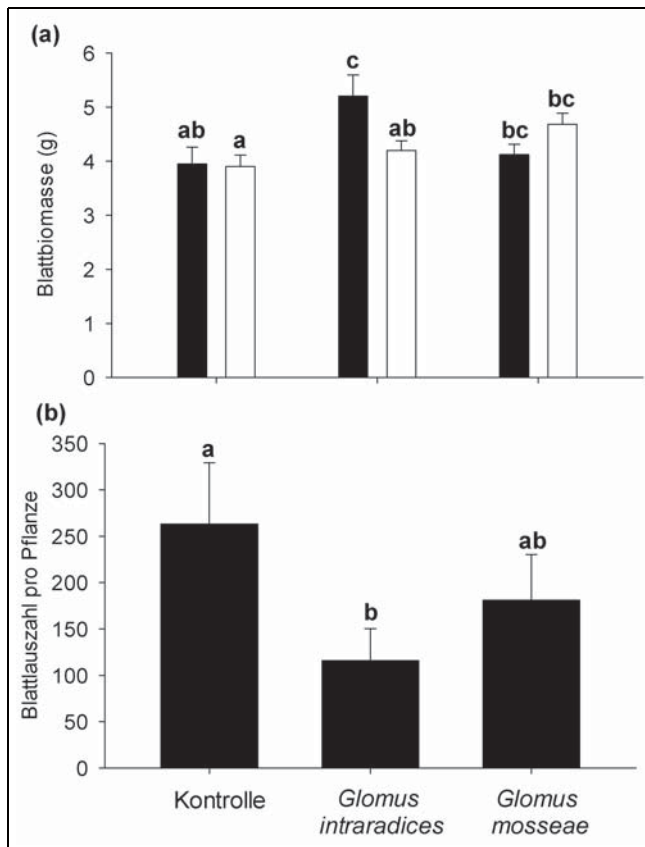 (a)
Blattbiomasse (g)
6
5
4
3
2
1
0
ab
a
c
ab
bc
bc
(b)
Blattlauszahl pro Pflanze
350
300
250
200
150
100
50
0
a
b
ab
Kontrolle
Glomus
intraradices
Glomus
mosseae